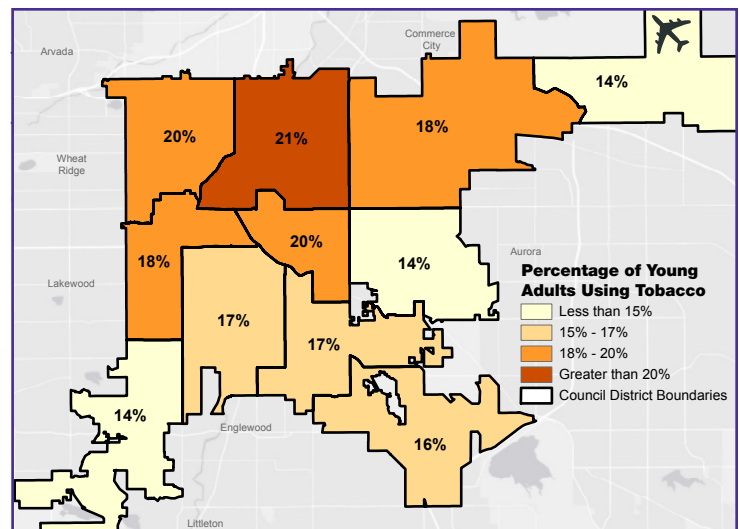 Commerce
City
Arvada
14%
20%
21%
18%
Wheat
Ridge
20%
18%
14%
Aurora
Lakewood
17%
17%
Percentage of Young
Adults Using Tobacco
Less than 15%
15% - 17%
18% - 20%
Greater than 20%
Council District Boundaries
14%
Englewood
16%
Littleton